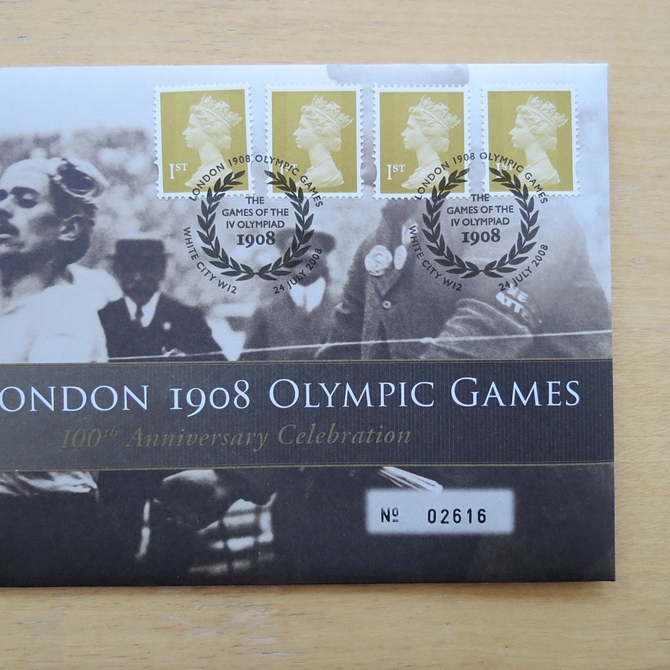 1ST
1ST
1ST
LONDON 1908 OLYMPIC GAMES
THE
GAMES OF THE
IV OLYMPIAD
1908
WHITE CITY W12
24 JULY 2008
LONDON 1908 OLYMPIC GAMES
THE
GAMES OF THE
IV OLYMPIAD
1908
WHITE CITY W12
24 JULY 2008
ONDON 1908 OLYMPIC GAMES
100th Anniversary Celebration
Nº 02616